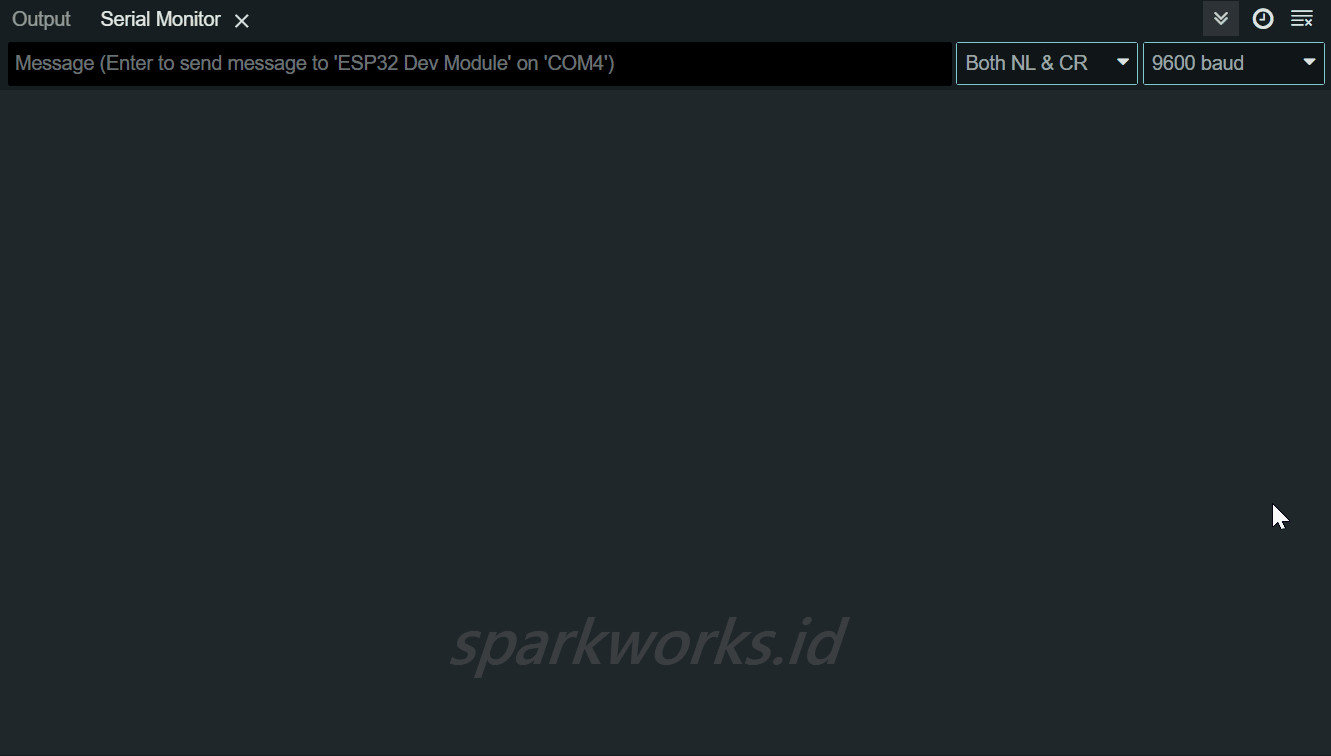 Output Serial Monitor
Message (Enter to send message to 'ESP32 Dev Module' on 'COM4') Both NL & CR 9600 baud
sparkworks.id